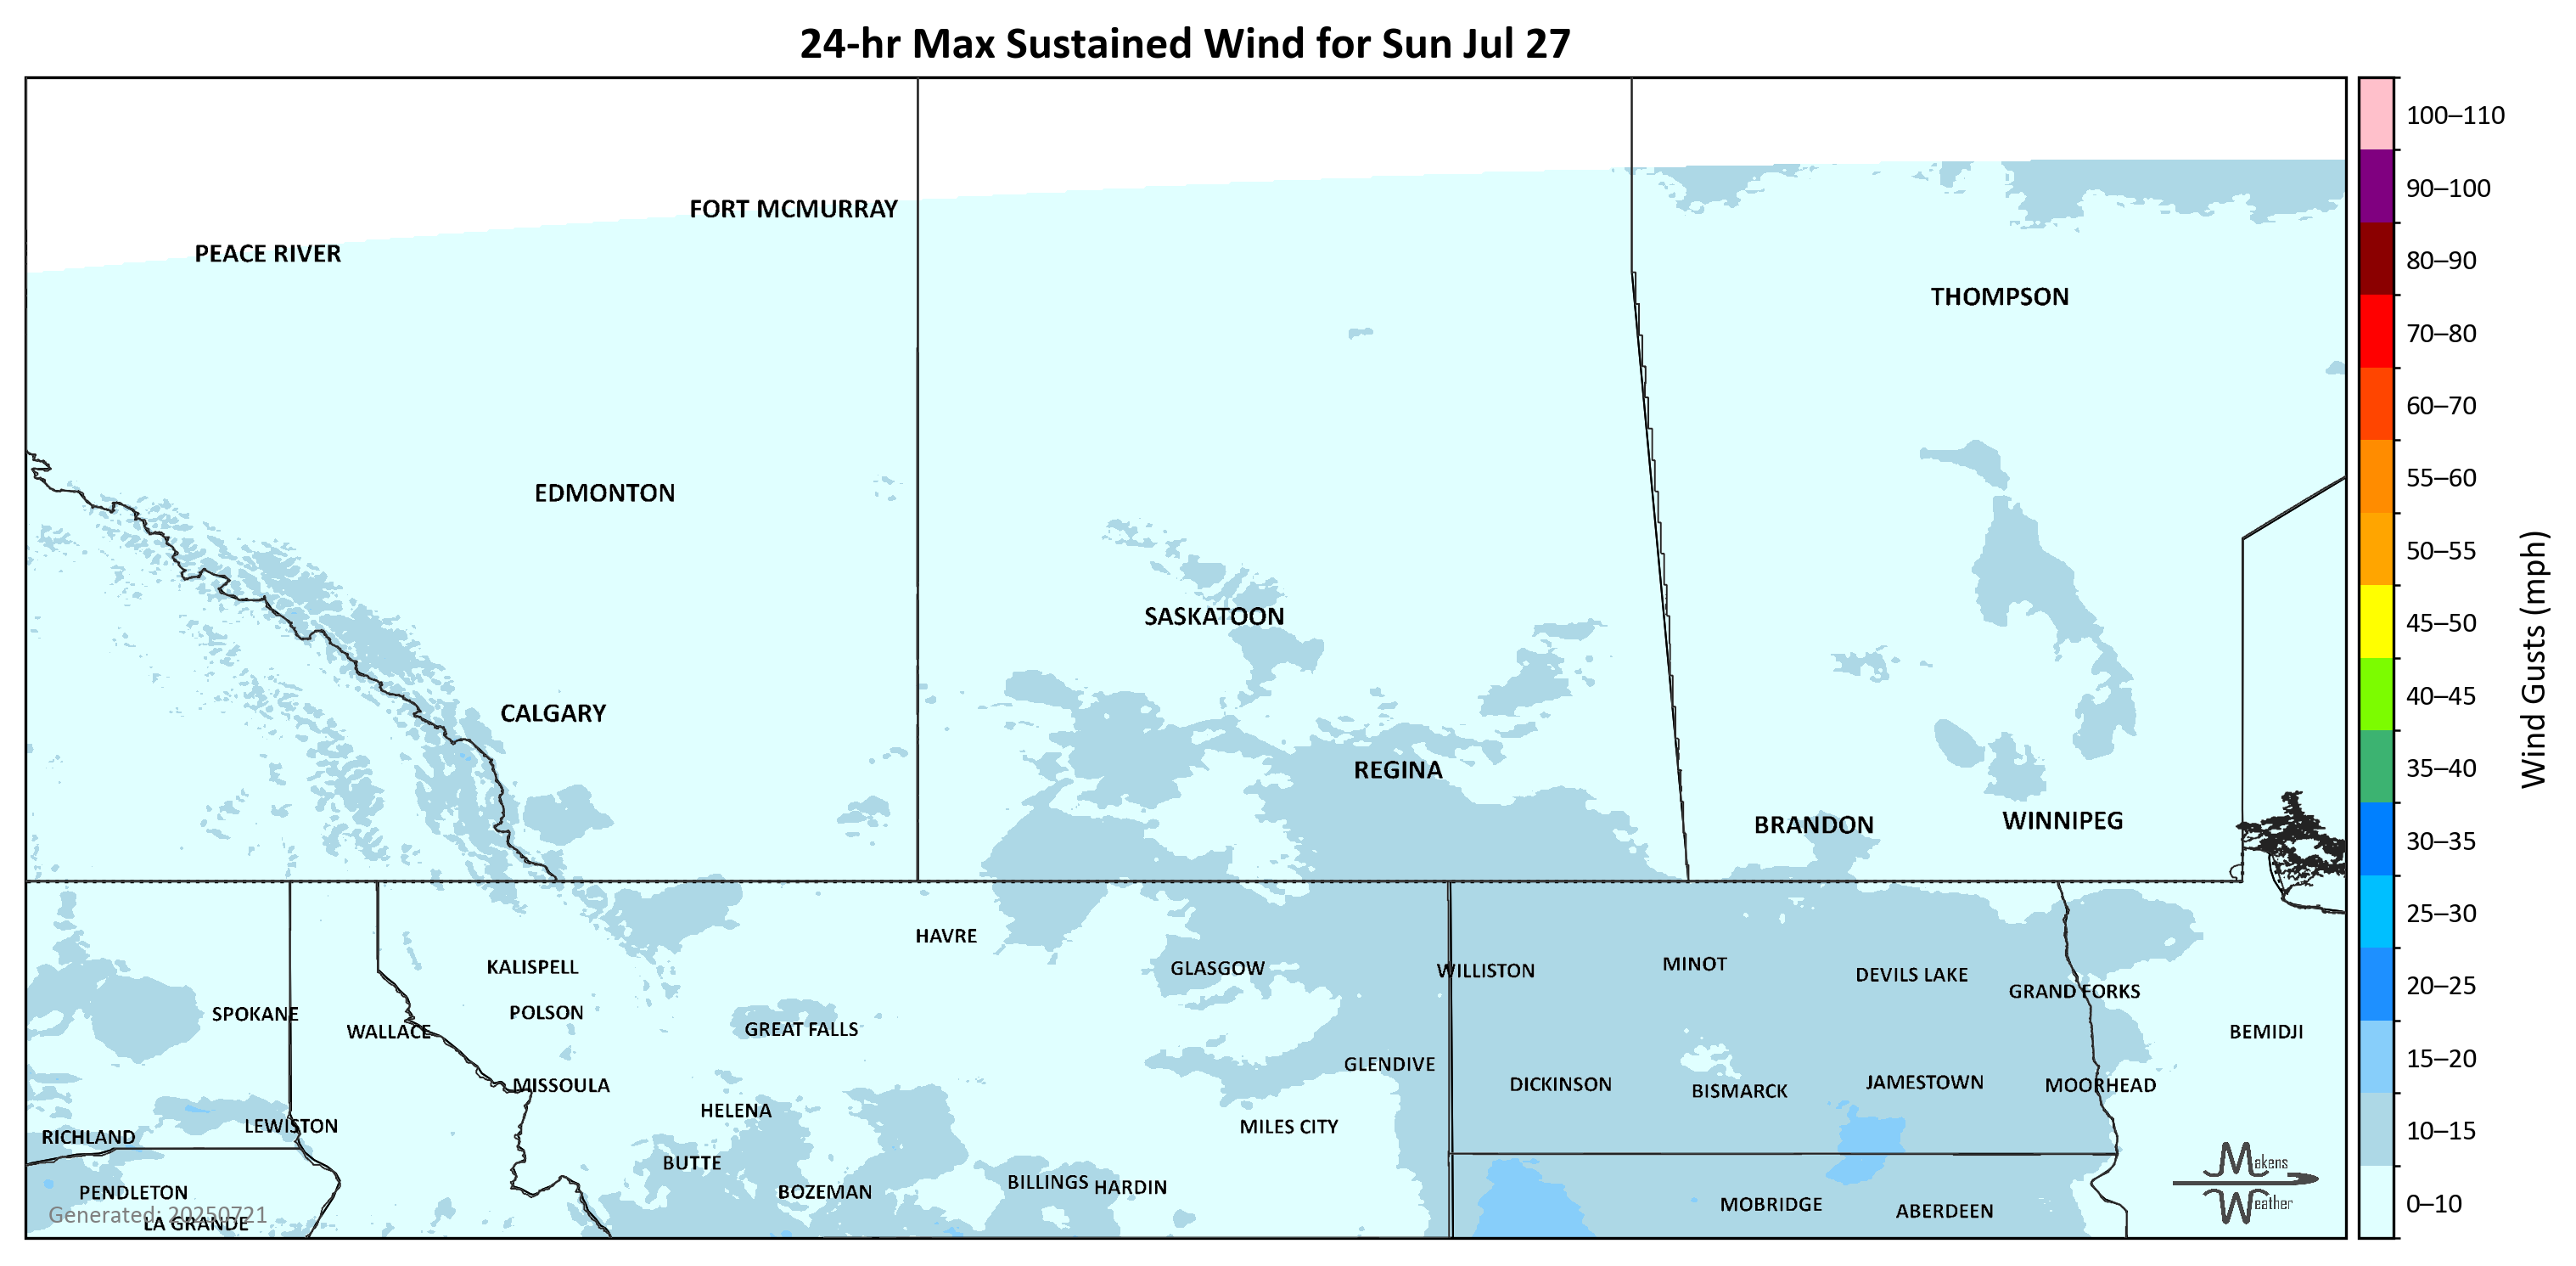 24-hr Max Sustained Wind for Sun Jul 27
100–110
90–100
80–90
70–80
60–70
55–60
50–55
45–50
40–45
35–40
30–35
25–30
20–25
15–20
10–15
0–10
Wind Gusts (mph)
FORT MCMURRAY
PEACE RIVER
THOMPSON
EDMONTON
SASKATOON
CALGARY
REGINA
BRANDON
WINNIPEG
HAVRE
KALISPELL
GLASGOW
WILLISTON
MINOT
DEVILS LAKE
GRAND FORKS
SPOKANE
POLSON
WALLACE
GREAT FALLS
BEMIDJI
GLENDIVE
MISSOULA
DICKINSON
BISMARCK
JAMESTOWN
MOORHEAD
HELENA
LEWISTON
MILES CITY
RICHLAND
BUTTE
BILLINGS
HARDIN
PENDLETON
BOZEMAN
MOBRIDGE
ABERDEEN
LA GRANDE
Generated: 20250721
Makens
Weather